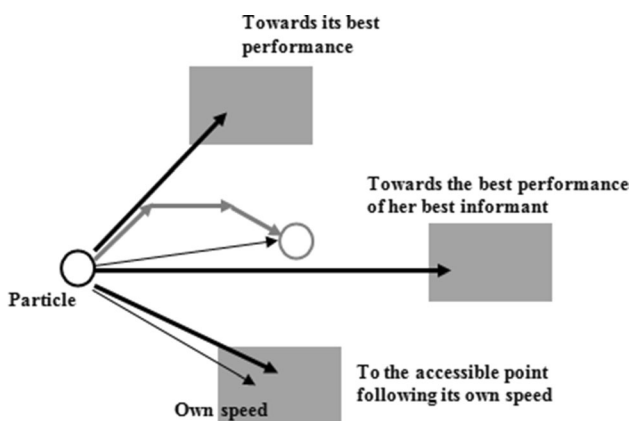 Towards its best
performance
Towards the best performance
of her best informant
Particle
To the accessible point
following its own speed
Own speed